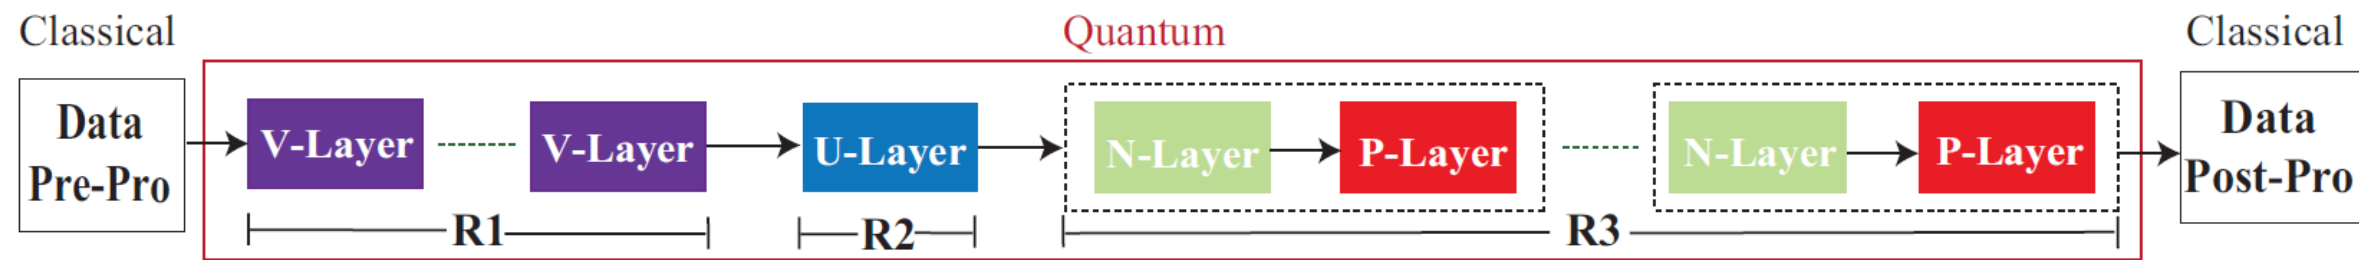 Classical
Quantum
Classical
Data
Pre-Pro
V-Layer
V-Layer
U-Layer
N-Layer
P-Layer
N-Layer
P-Layer
Data
Post-Pro
R1
R2
R3